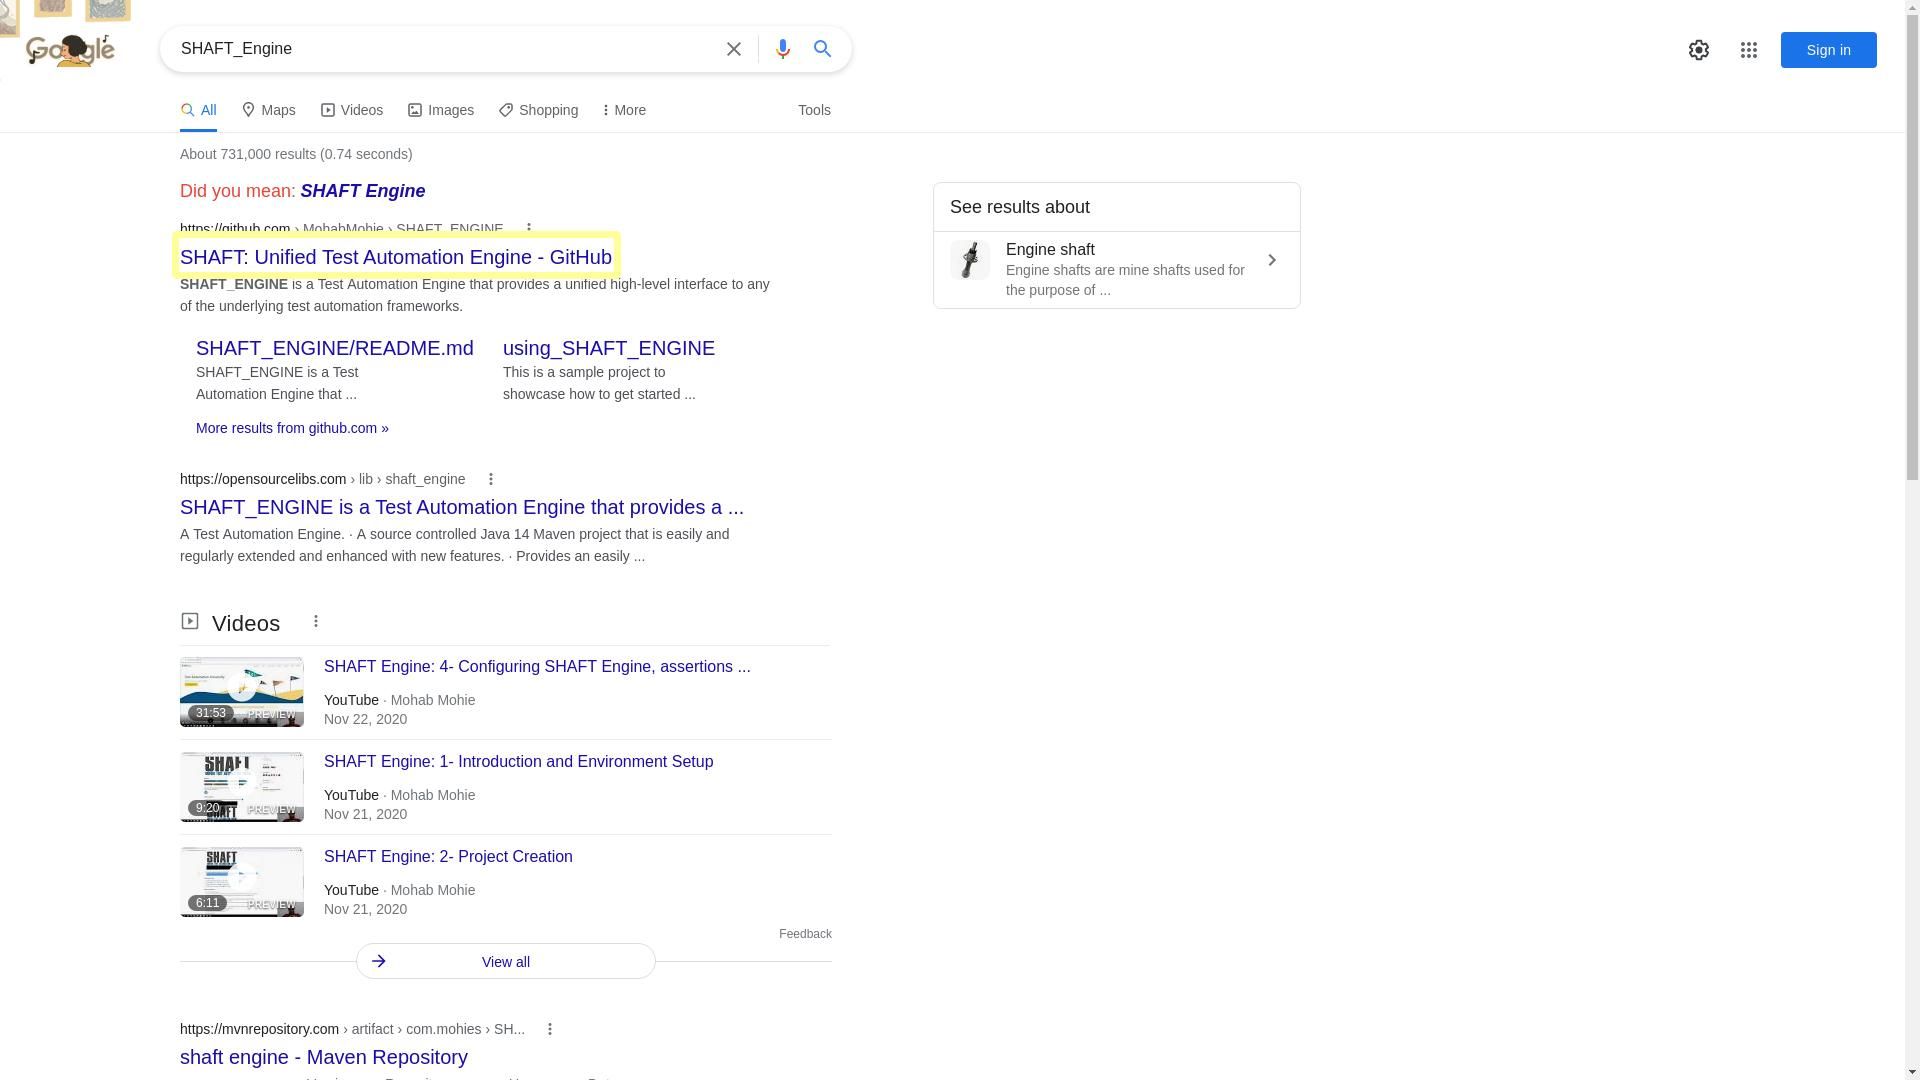 Google
SHAFT_Engine
Sign in
All
Maps
Videos
Images
Shopping
More
Tools
About 731,000 results (0.74 seconds)
Did you mean: SHAFT Engine
https://github.com › MohabMohie › SHAFT_ENGINE
SHAFT: Unified Test Automation Engine - GitHub
SHAFT_ENGINE is a Test Automation Engine that provides a unified high-level interface to any
of the underlying test automation frameworks.
SHAFT_ENGINE/README.md
SHAFT_ENGINE is a Test
Automation Engine that ...
using_SHAFT_ENGINE
This is a sample project to
showcase how to get started ...
More results from github.com »
https://opensourcelibs.com › lib › shaft_engine
SHAFT_ENGINE is a Test Automation Engine that provides a ...
A Test Automation Engine. · A source controlled Java 14 Maven project that is easily and
regularly extended and enhanced with new features. · Provides an easily ...
Videos
31:53
PREVIEW
SHAFT Engine: 4- Configuring SHAFT Engine, assertions ...
YouTube · Mohab Mohie
Nov 22, 2020
SHAFT
9:20
PREVIEW
SHAFT Engine: 1- Introduction and Environment Setup
YouTube · Mohab Mohie
Nov 21, 2020
SHAFT
6:11
PREVIEW
SHAFT Engine: 2- Project Creation
YouTube · Mohab Mohie
Nov 21, 2020
Feedback
View all
https://mvnrepository.com › artifact › com.mohies › SH...
shaft engine - Maven Repository
See results about
Engine shaft
Engine shafts are mine shafts used for
the purpose of ...